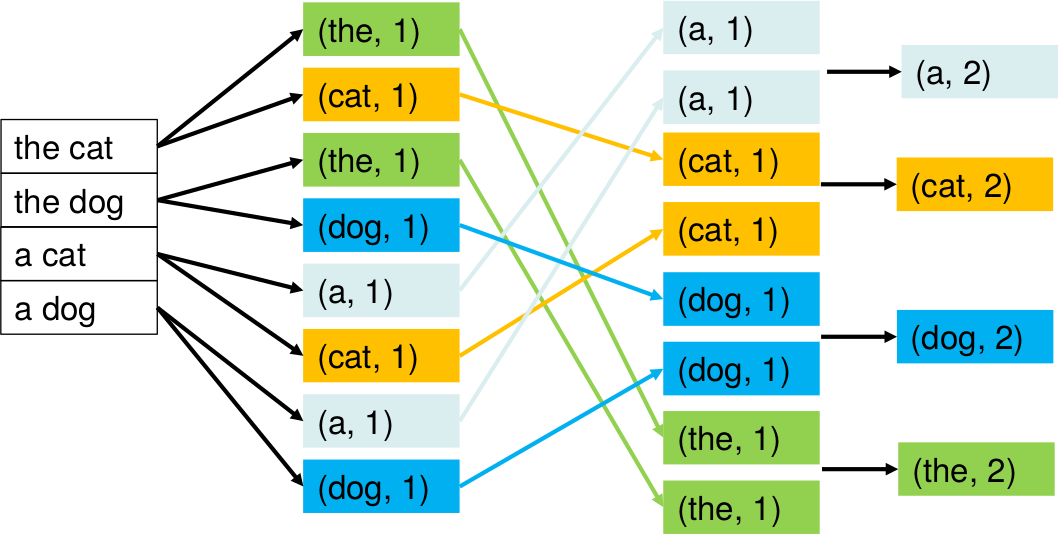 the cat
the dog
a cat
a dog
(the, 1)
(cat, 1)
(the, 1)
(dog, 1)
(a, 1)
(cat, 1)
(a, 1)
(dog, 1)
(a, 1)
(a, 1)
(cat, 1)
(cat, 1)
(dog, 1)
(dog, 1)
(the, 1)
(the, 1)
(a, 2)
(cat, 2)
(dog, 2)
(the, 2)